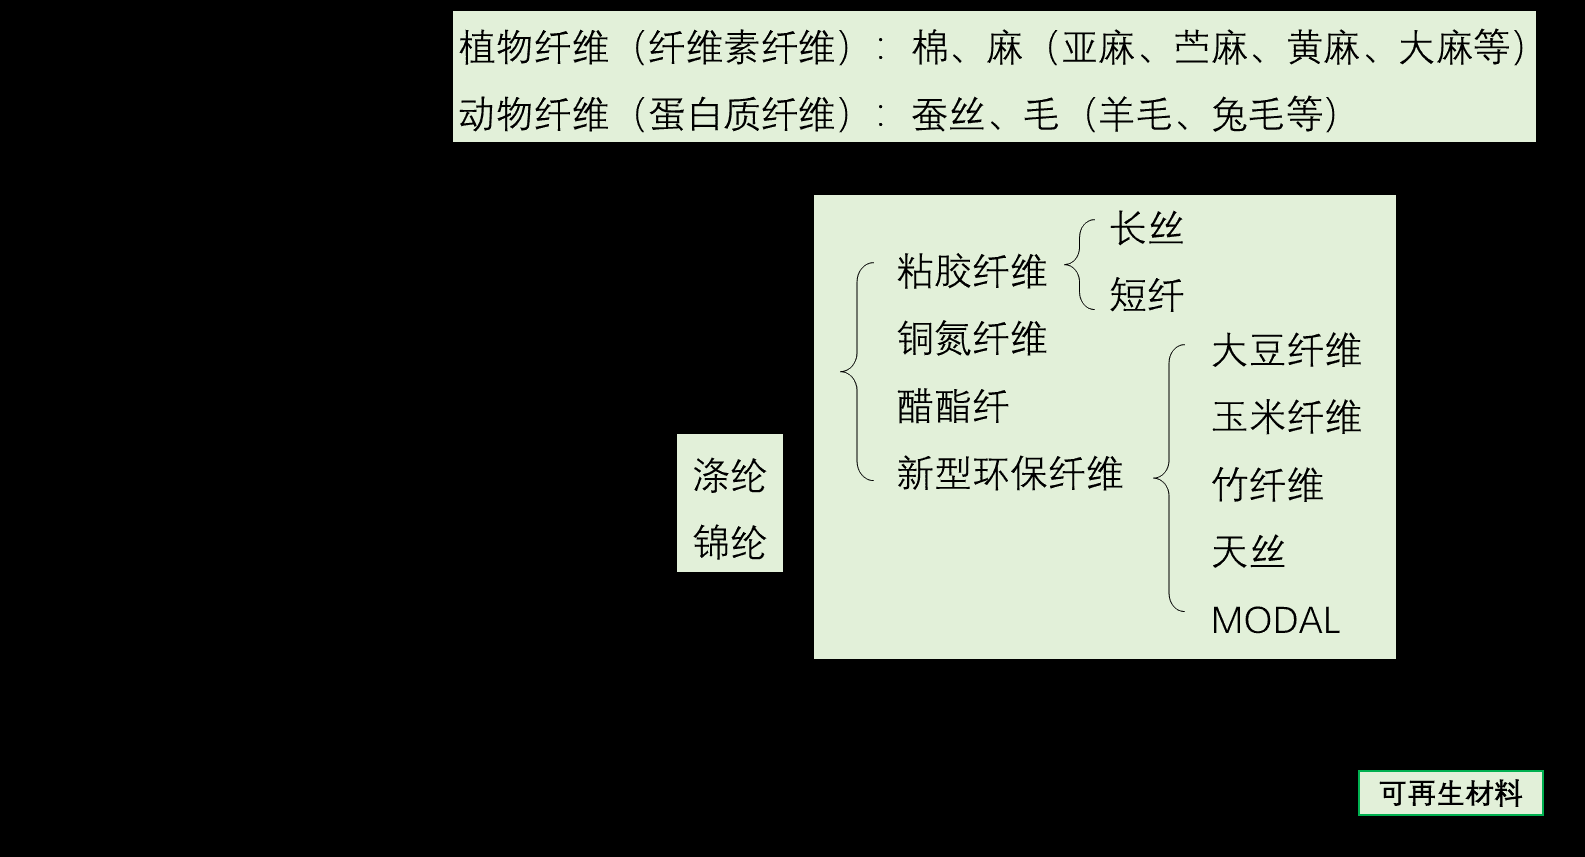 植物纤维（纤维素纤维）：棉、麻（亚麻、苎麻、黄麻、大麻等）
动物纤维（蛋白质纤维）：蚕丝、毛（羊毛、兔毛等）
粘胶纤维
长丝
短纤
铜氮纤维
醋酯纤
新型环保纤维
大豆纤维
玉米纤维
竹纤维
天丝
MODAL
涤纶
锦纶
可再生材料